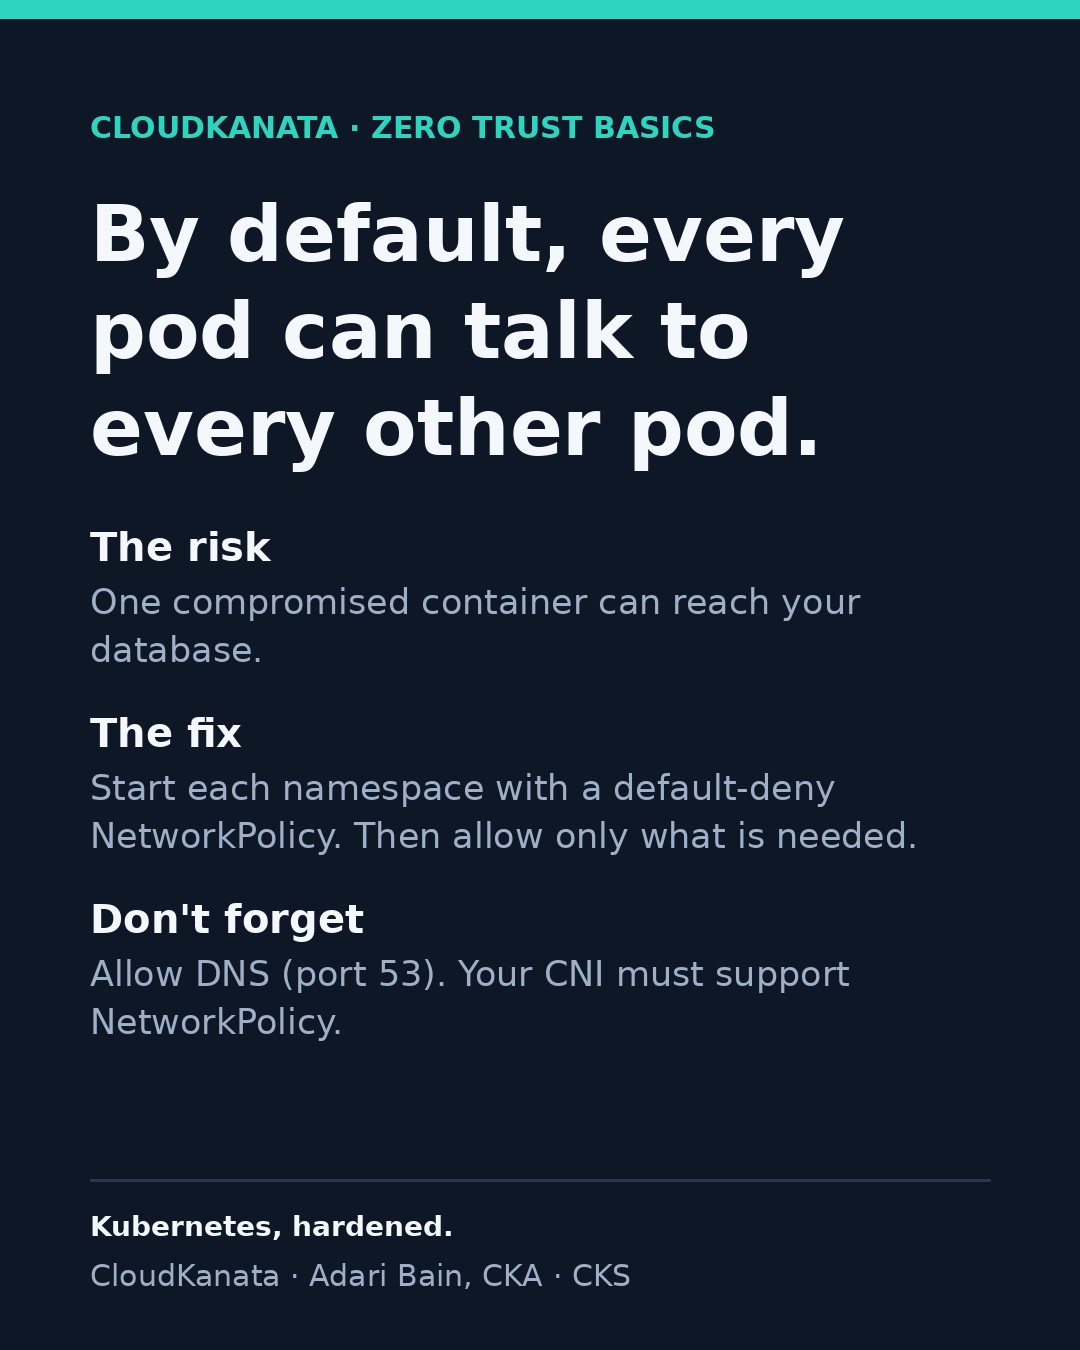 CLOUDKANATA · ZERO TRUST BASICS
By default, every
pod can talk to
every other pod.
The risk
One compromised container can reach your
database.
The fix
Start each namespace with a default-deny
NetworkPolicy. Then allow only what is needed.
Don't forget
Allow DNS (port 53). Your CNI must support
NetworkPolicy.
Kubernetes, hardened.
CloudKanata · Adari Bain, CKA · CKS